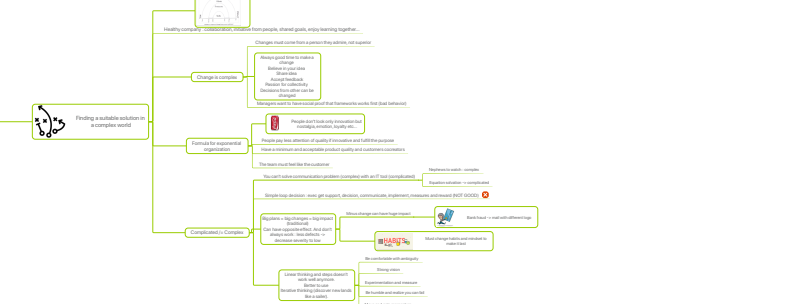 Healthy company : collaboration, initiative from people, shared goals, enjoy learning together...
Changes must come from a person they admire, not superior
Always good time to make a
change
Believe in your idea
Share idea
Accept feedback
Passion for collectivity
Decisions from other can be
changed
Change is complex
Managers want to have social proof that frameworks works first (bad behavior)
Finding a suitable solution in
a complex world
People don't love only innovation but
nostalgia, emotion, loyalty etc...
Formula for exponential
organization
People pay less attention of quality if innovative and fulfill the purpose
Have a minimum and acceptable product quality and customers cocreators
The team must feel like the customer
You can't solve communication problem (complex) with an IT tool (complicated)
Nephews to watch - complex
Equation solution -> complicated
Simple loop decision : even get support, decision, communicate, implement, measures and reward (NOT GOOD)
Complicated != Complex
Big plans = big changes = big impact
(traditional)
Can have opposite effect. And don't
always work : less defects ->
decrease severity to low
Minus change can have huge impact
Bank fraud -> mail with different logo
HABITS
Must change habits and mindset to
make it last
Linear thinking and steps doesn't
work well anymore
Better to use
iterative thinking (discover new lands
like a sailor)
Be comfortable with ambiguity
Strong vision
Experimentation and measure
Be humble and realize you can fail